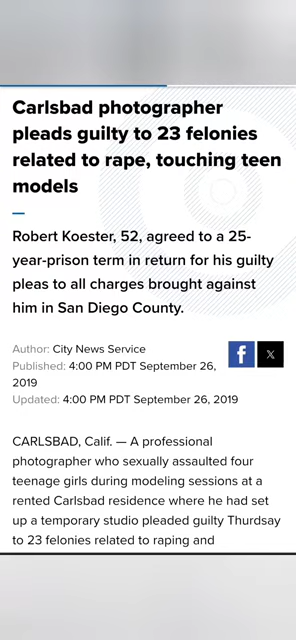 Carlsbad photographer
pleads guilty to 23 felonies
related to rape, touching teen
models
Robert Koester, 52, agreed to a 25-
year-prison term in return for his guilty
pleas to all charges brought against
him in San Diego County.
Author: City News Service
Published: 4:00 PM PDT September 26,
2019
Updated: 4:00 PM PDT September 26, 2019
CARLSBAD, Calif. — A professional
photographer who sexually assaulted four
teenage girls during modeling sessions at a
rented Carlsbad residence where he had set
up a temporary studio pleaded guilty Thurdsay
to 23 felonies related to raping and